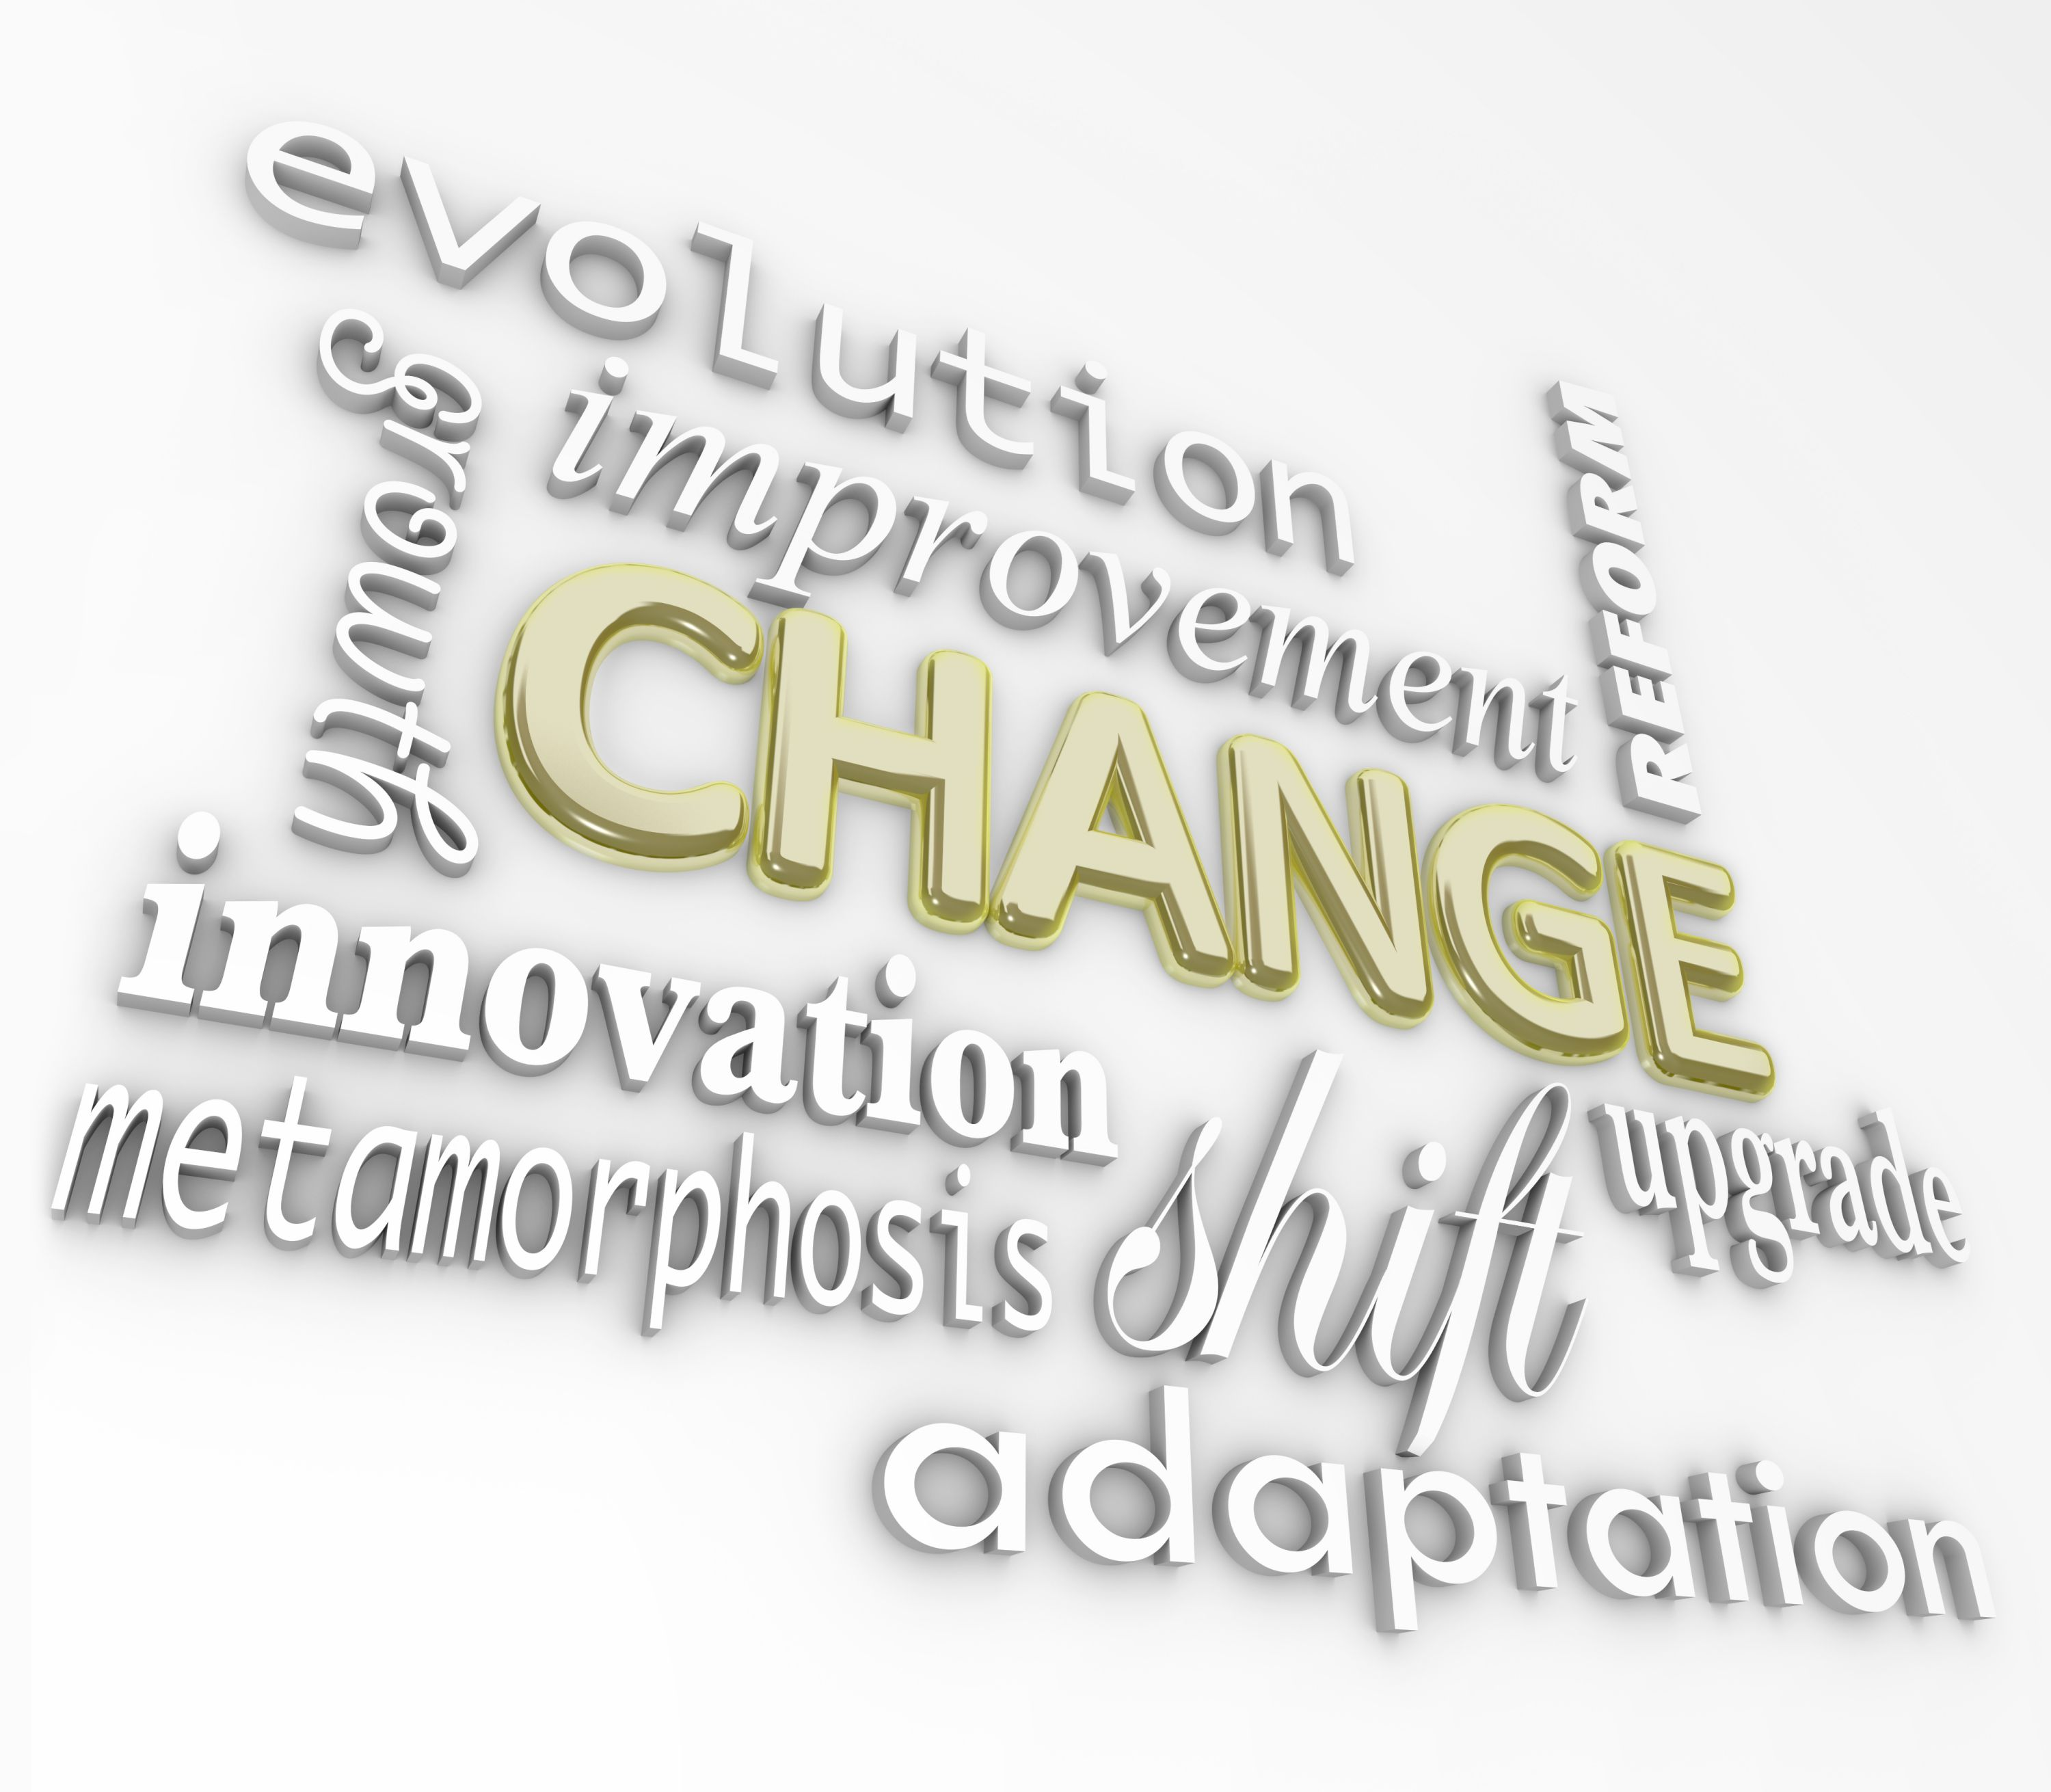 evolution
improvement
growth
REFORM
CHANGE
innovation
metamorphosis
shift
upgrade
adaptation